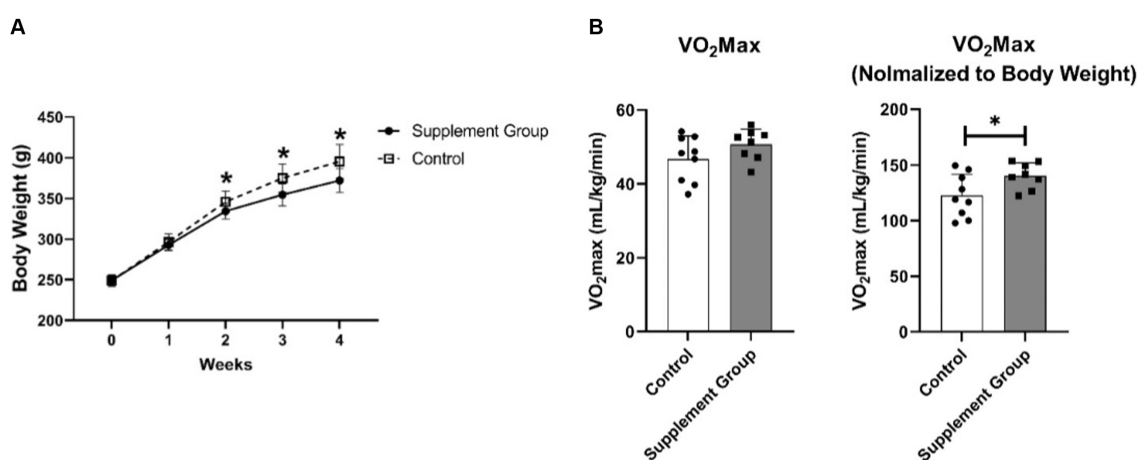 A
Body Weight (g)
450
400
350
300
250
200
*
*
*
0 1 2 3 4
Weeks
Supplement Group
Control
B
VO₂Max
VO₂max (mL/kg/min)
60
40
20
0
Control
Supplement Group
VO₂Max
(Nolmalized to Body Weight)
VO₂max (mL/kg/min)
200
150
100
50
0
*
Control
Supplement Group